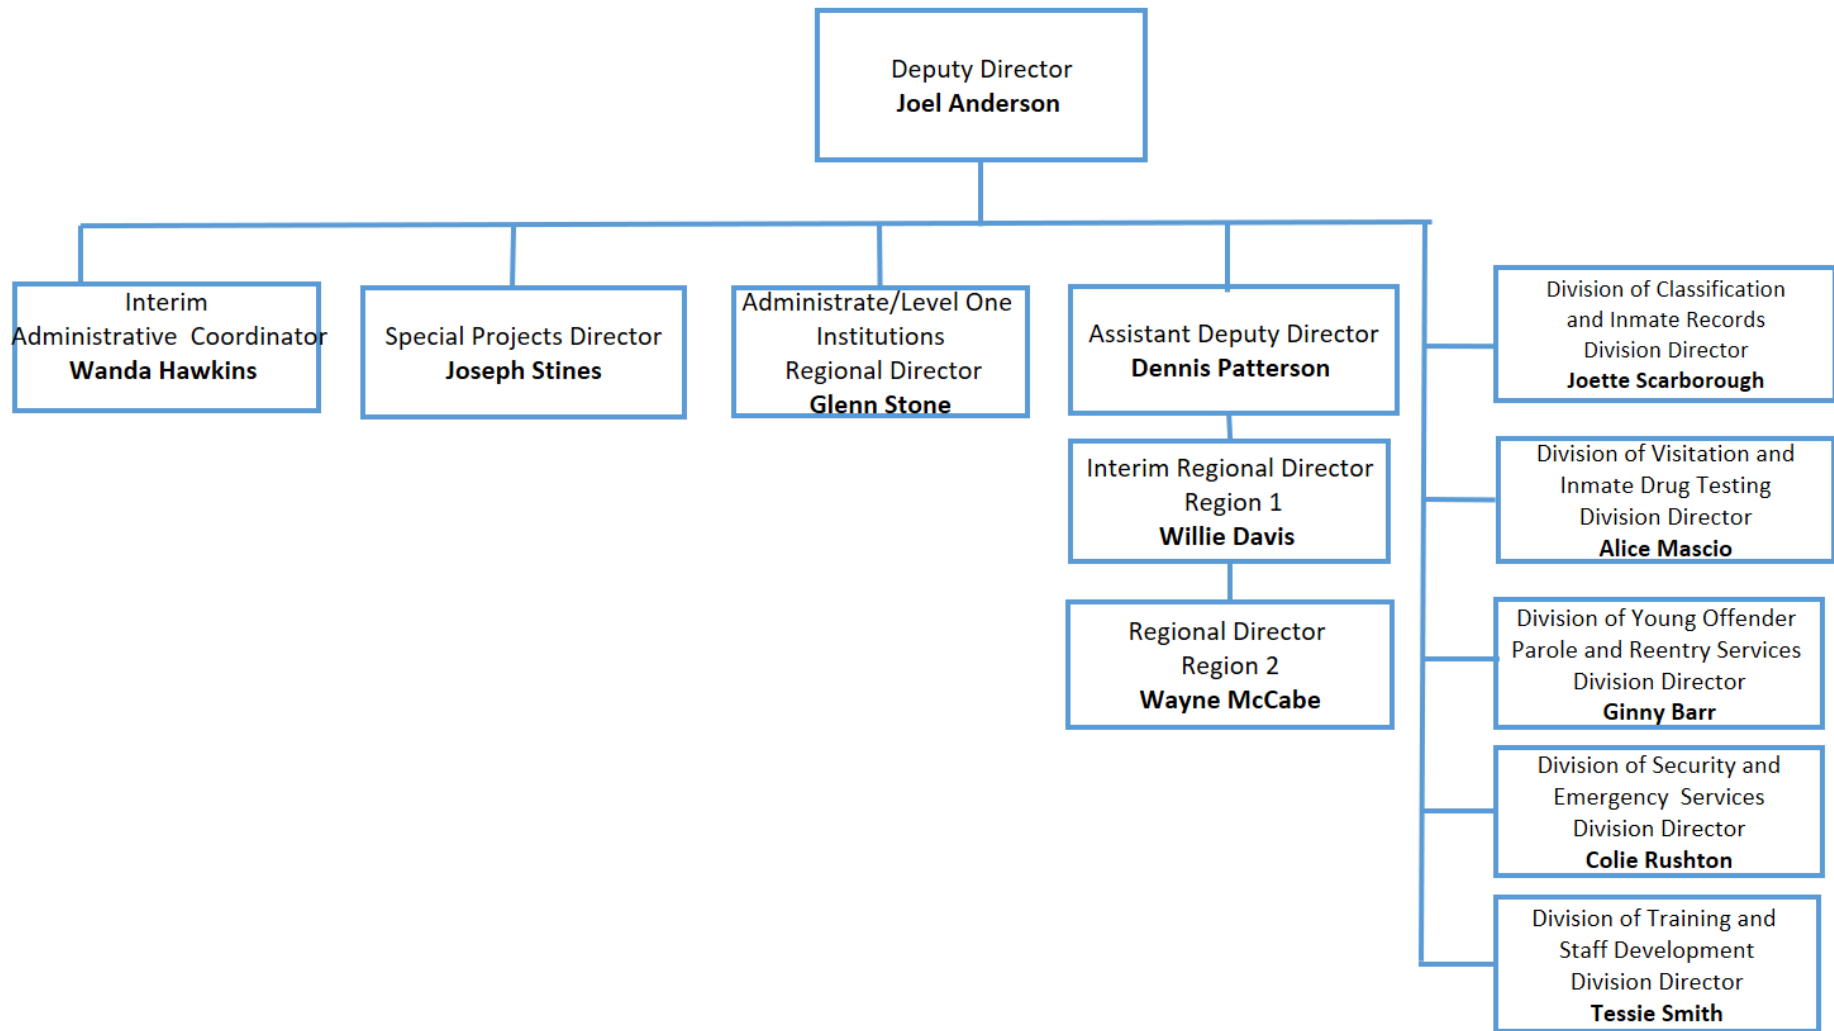 Deputy Director
Joel Anderson
Interim
Administrative Coordinator
Wanda Hawkins
Special Projects Director
Joseph Stines
Administrate/Level One
Institutions
Regional Director
Glenn Stone
Assistant Deputy Director
Dennis Patterson
Interim Regional Director
Region 1
Willie Davis
Regional Director
Region 2
Wayne McCabe
Division of Classification
and Inmate Records
Division Director
Joette Scarborough
Division of Visitation and
Inmate Drug Testing
Division Director
Alice Mascio
Division of Young Offender
Parole and Reentry Services
Division Director
Ginny Barr
Division of Security and
Emergency Services
Division Director
Colie Rushton
Division of Training and
Staff Development
Division Director
Tessie Smith